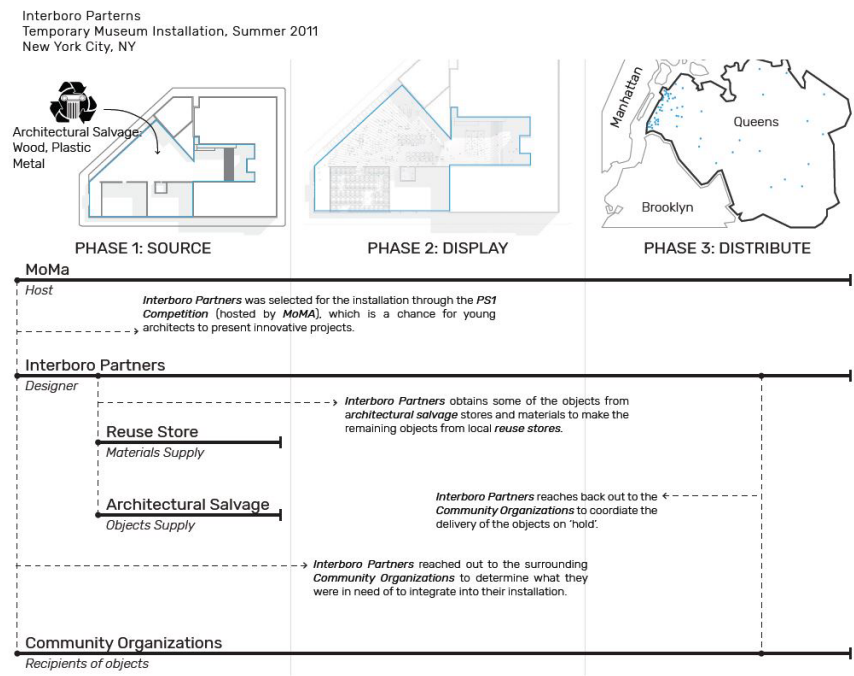 Interboro Parterns
Temporary Museum Installation, Summer 2011
New York City, NY
Architectural Salvage:
Wood, Plastic
Metal
Manhattan
Queens
Brooklyn
PHASE 1: SOURCE
PHASE 2: DISPLAY
PHASE 3: DISTRIBUTE
MoMa
Host
Interboro Partners was selected for the installation through the PS1
Competition (hosted by MoMA), which is a chance for young
architects to present innovative projects.
Interboro Partners
Designer
Interboro Partners obtains some of the objects from
architectural salvage stores and materials to make the
remaining objects from local reuse stores.
Reuse Store
Materials Supply
Interboro Partners reaches back out to the
Community Organizations to coordiate the
delivery of the objects on 'hold'.
Architectural Salvage
Objects Supply
Interboro Partners reached out to the surrounding
Community Organizations to determine what they
were in need of to integrate into their installation.
Community Organizations
Recipients of objects